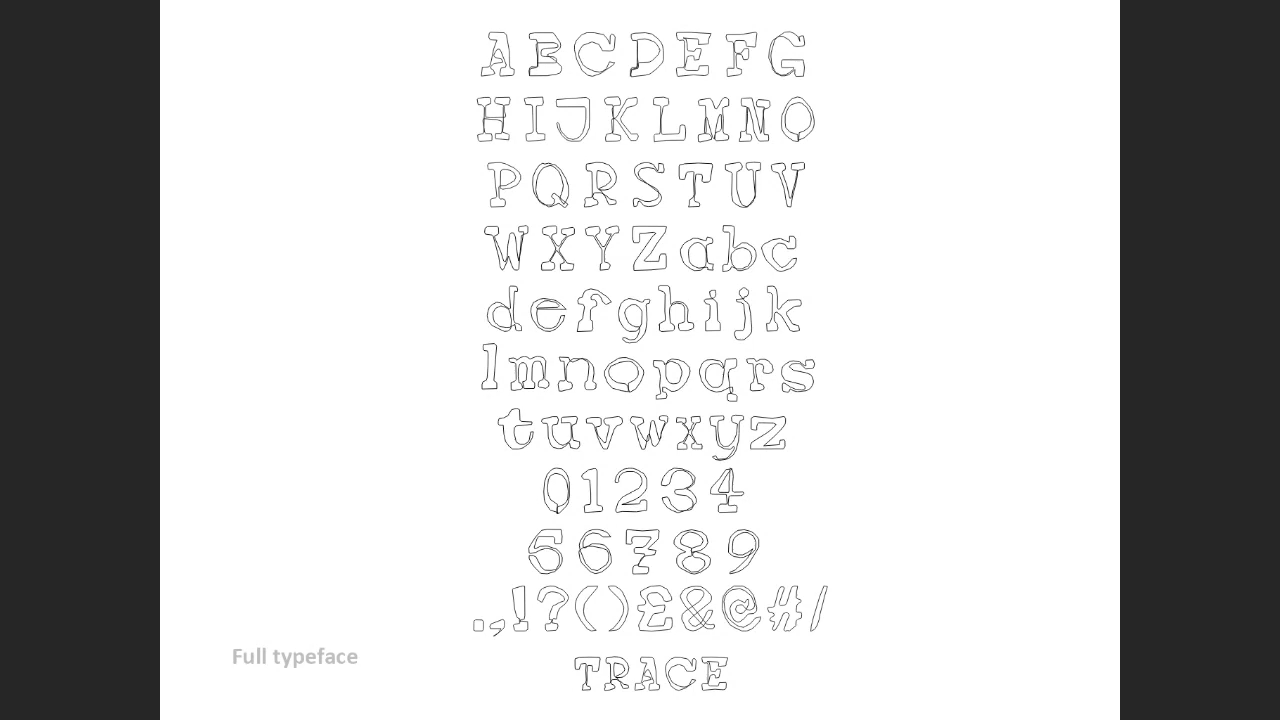 ABCDEFG
HIJKLMNO
PQRSTUV
WXYZabc
defghijk
lmnopqrs
tuvwxyz
01234
56789
.,!?()£&@#/
Full typeface
TRACE